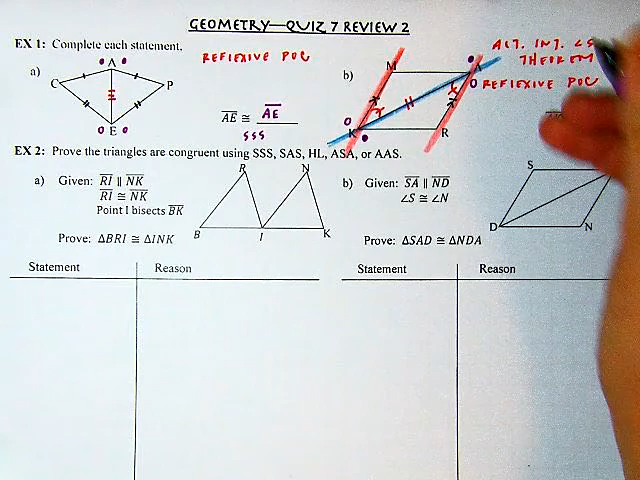 GEOMETRY—QUIZ 7 REVIEW 2
EX 1: Complete each statement.
REFLEXIVE POC
ALT. INT. ∠S
THEOREM
REFLEXIVE POC
a)
A
C
P
E
AE ≅ AE
SSS
b)
M
A
K
R
EX 2: Prove the triangles are congruent using SSS, SAS, HL, ASA, or AAS.
a) Given: RI ∥ NK
RI ≅ NK
Point I bisects BK
Prove: ΔBRI ≅ ΔINK
R
N
B
I
K
b) Given: SA ∥ ND
∠S ≅ ∠N
Prove: ΔSAD ≅ ΔNDA
S
D
N
Statement Reason
Statement Reason